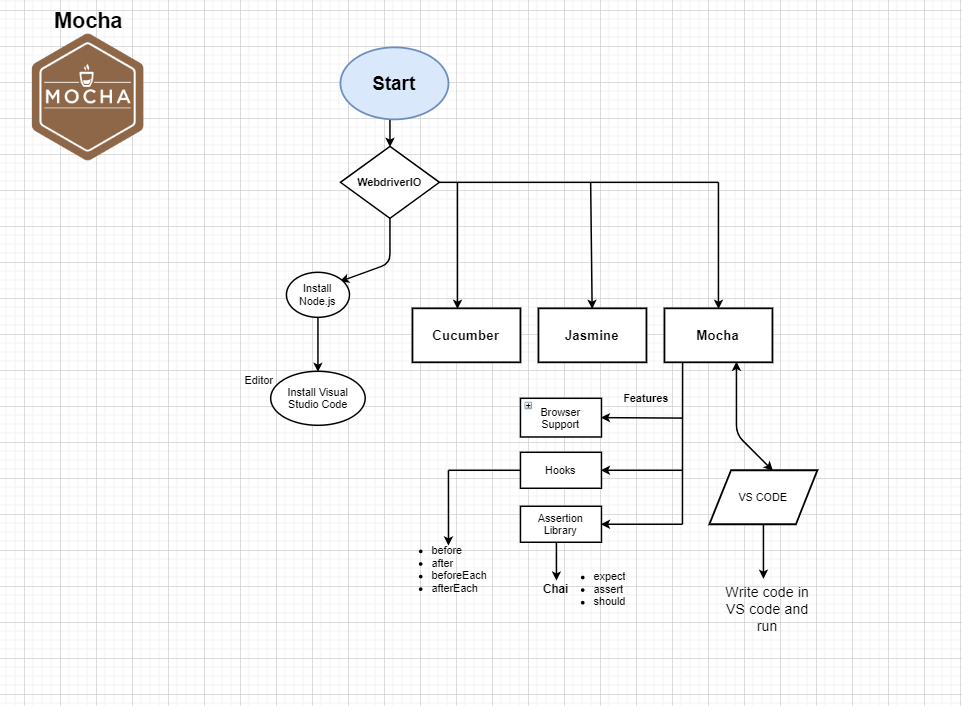 Mocha
MOCHA
Start
WebdriverIO
Install
Node.js
Editor
Install Visual
Studio Code
Cucumber
Jasmine
Mocha
Features
Browser
Support
Hooks
Assertion
Library
before
after
beforeEach
afterEach
Chai
expect
assert
should
VS CODE
Write code in
VS code and
run